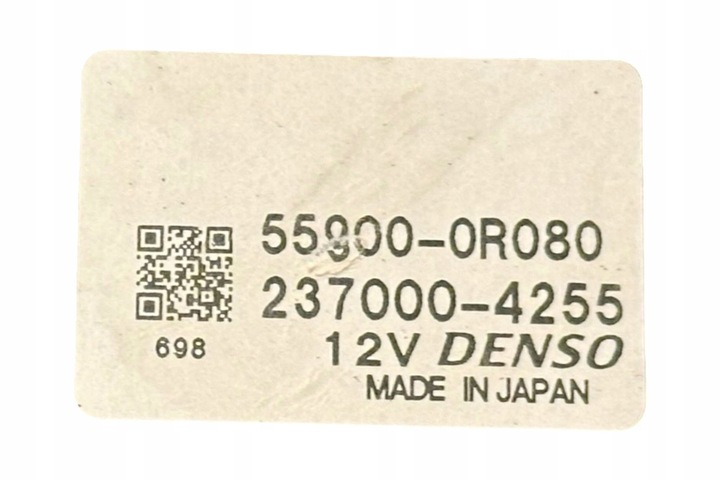 55900-0R080
237000-4255
12V DENSO
MADE IN JAPAN
698